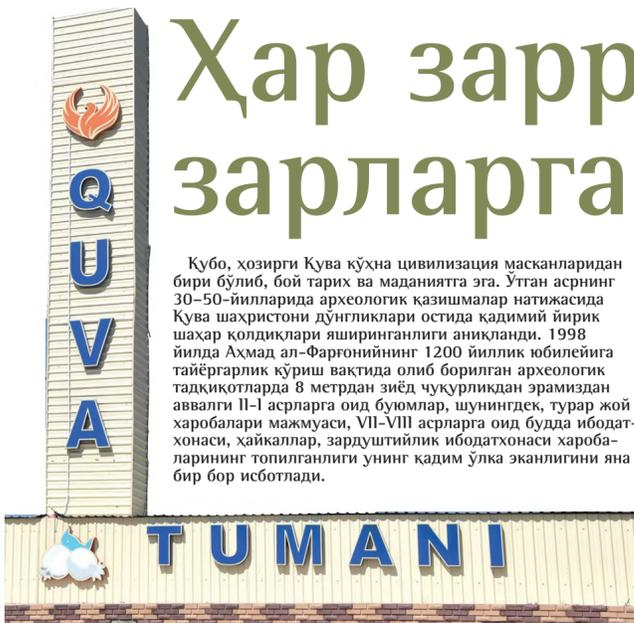 Ҳар зарр
зарларга
Қубо, ҳозирги Қува кўҳна цивилизация масканларидан
бири бўлиб, бой тарих ва маданиятга эга. Ўтган асрнинг
30–50-йилларида археологик қазишмалар натижасида
Қува шаҳристони дўнгликлари остида қадимий йирик
шаҳар қолдиқлари яширинганлиги аниқланди. 1998
йилда Аҳмад ал-Фарғонийнинг 1200 йиллик юбилейига
тайёргарлик кўриш вақтида олиб борилган археологик
тадқиқотларда 8 метрдан зиёд чуқурликдан эрамиздан
аввалги II-I асрларга оид буюмлар, шунингдек, турар жой
харобалари мажмуаси, VII-VIII асрларга оид будда ибодат-
хонаси, ҳайкаллар, зардуштийлик ибодатхонаси хароба-
ларининг топилганлиги унинг қадим ўлка эканлигини яна
бир бор исботлади.
QUVA
TUMANI